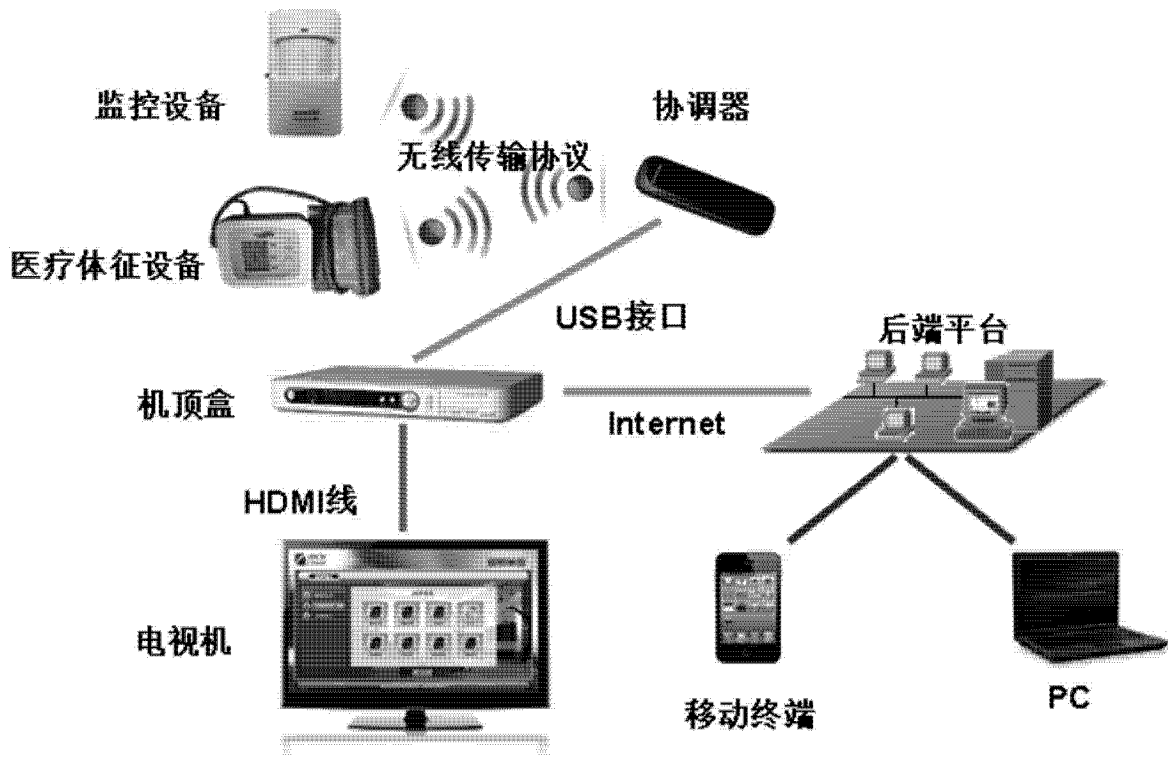 监控设备
协调器
无线传输协议
医疗体征设备
USB接口
后端平台
机顶盒
Internet
HDMI线
电视机
移动终端
PC